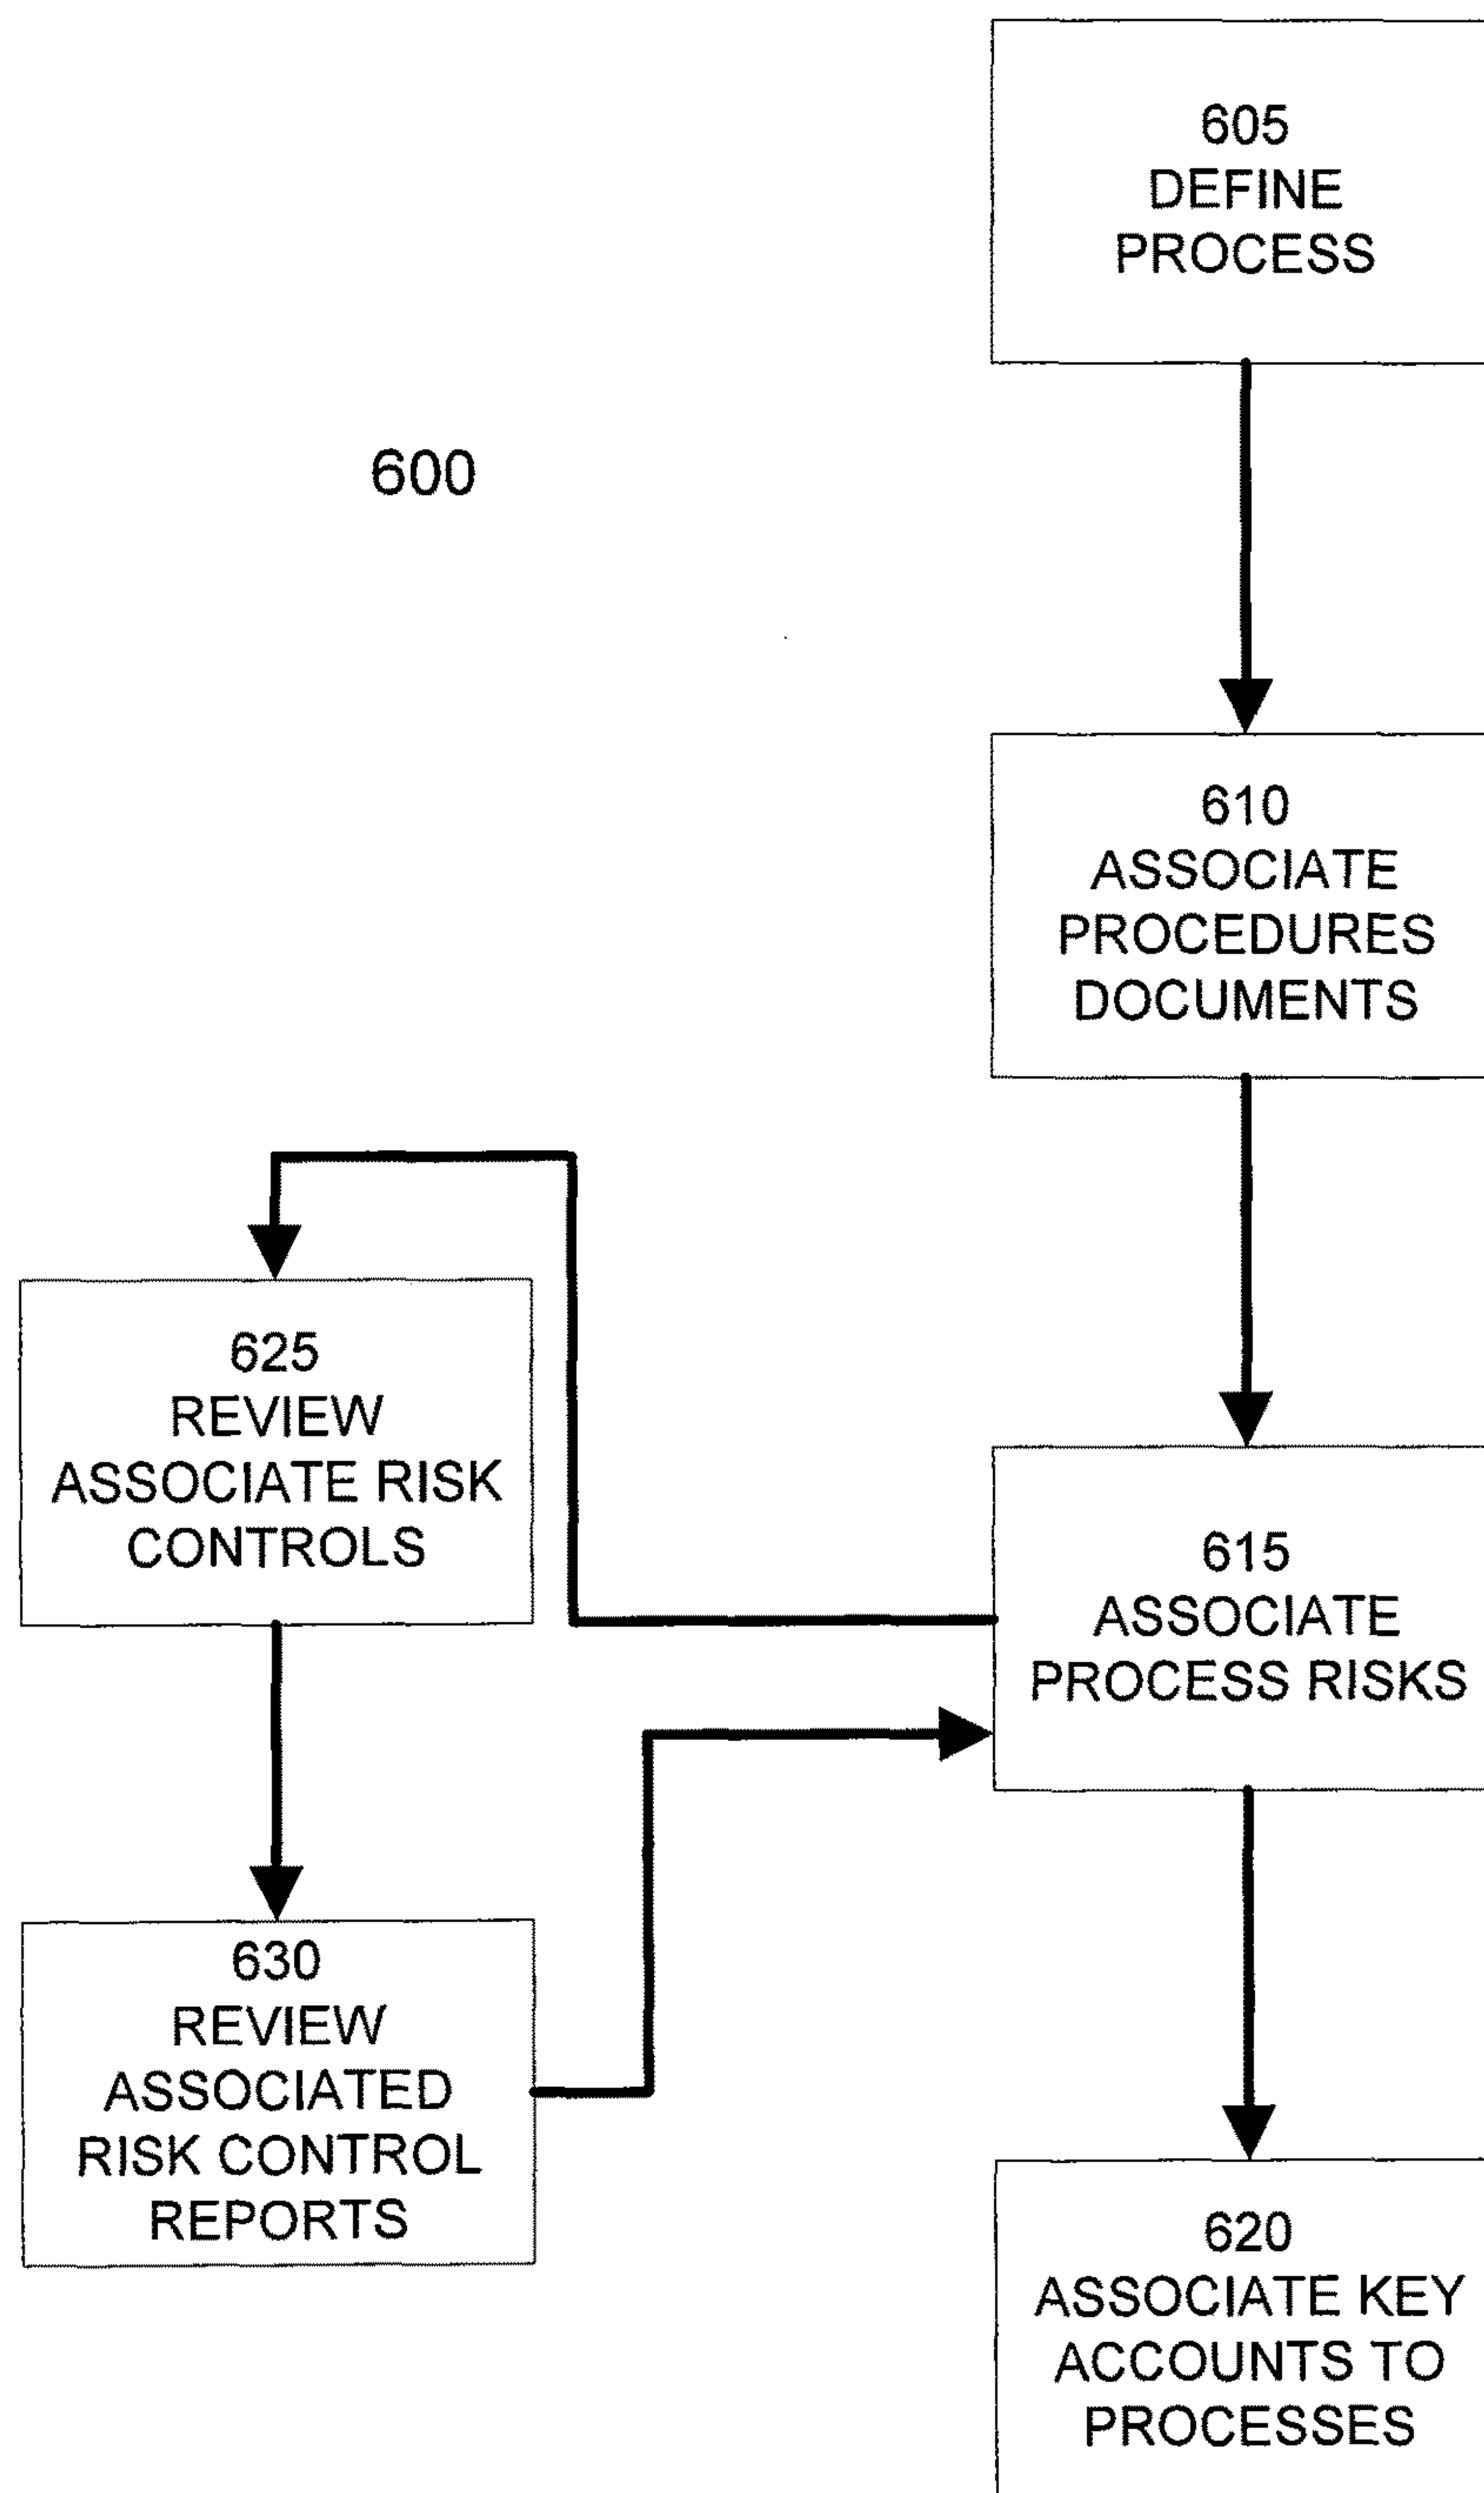 605
DEFINE
PROCESS
600
610
ASSOCIATE
PROCEDURES
DOCUMENTS
625
REVIEW
ASSOCIATE RISK
CONTROLS
615
ASSOCIATE
PROCESS RISKS
630
REVIEW
ASSOCIATED
RISK CONTROL
REPORTS
620
ASSOCIATE KEY
ACCOUNTS TO
PROCESSES